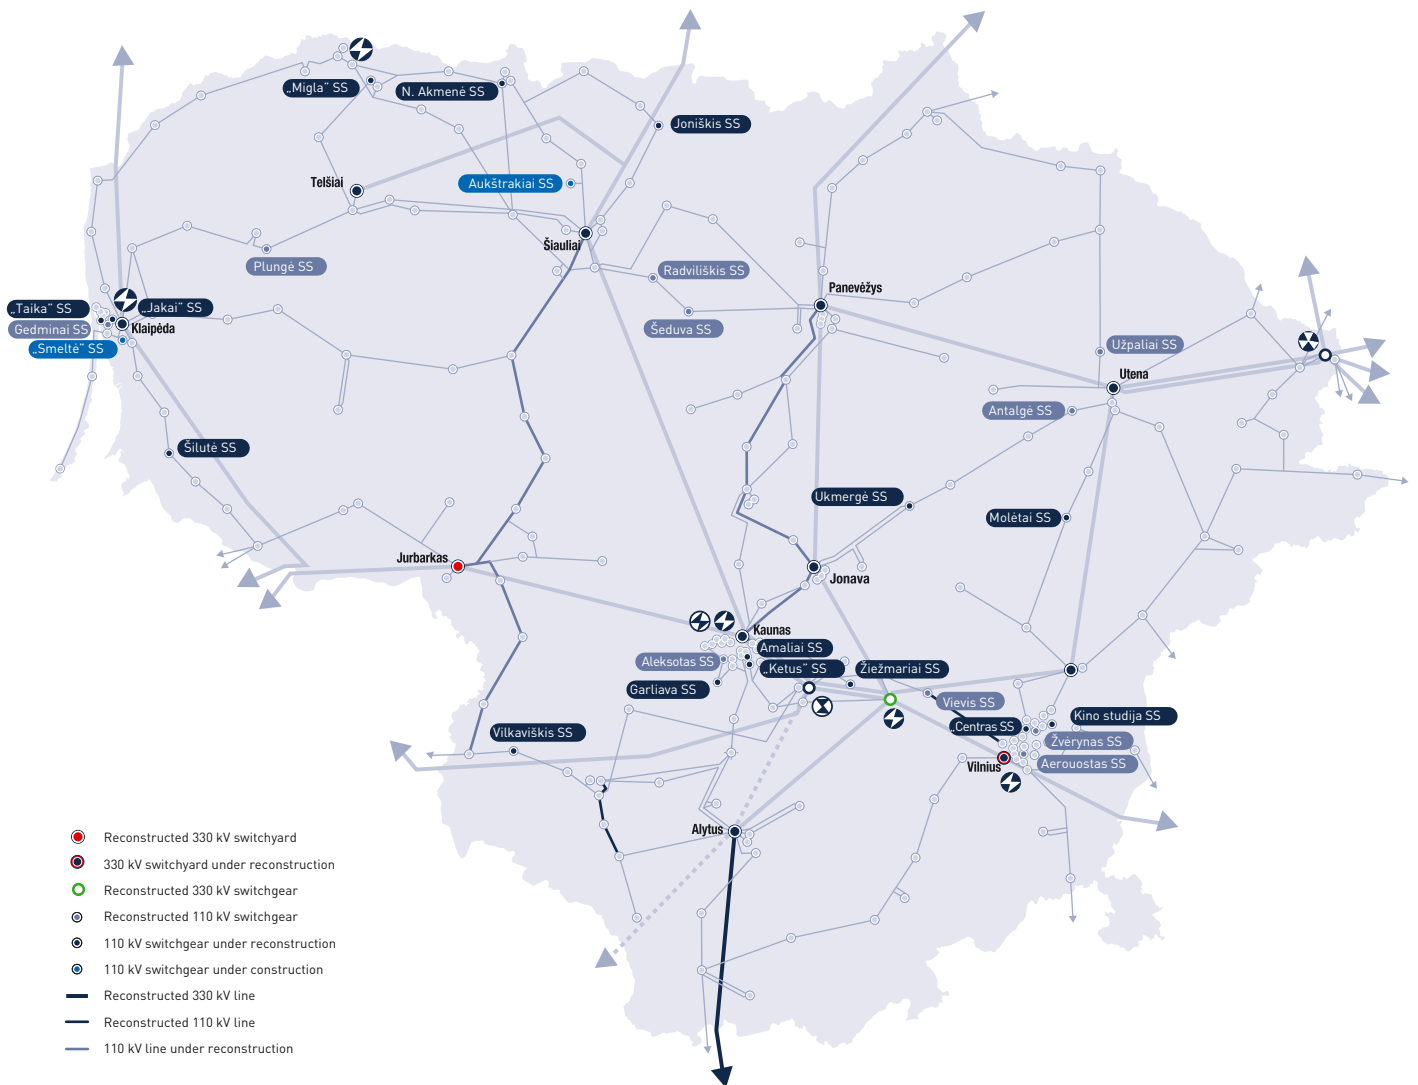 „Migla“ SS
N. Akmenė SS
Joniškis SS
Telšiai
Aukštrakiai SS
Šiauliai
Plungė SS
Radviliškis SS
Panevėžys
„Taika“ SS
„Jakai“ SS
Gedminai SS
Klaipėda
„Smeltė“ SS
Šeduva SS
Užpaliai SS
Utena
Antalgė SS
Šilutė SS
Ukmergė SS
Molėtai SS
Jurbarkas
Jonava
Kaunas
Amaliai SS
Aleksotas SS
„Ketus“ SS
Žiežmariai SS
Garliava SS
Vievis SS
Kino studija SS
„Centras SS
Vilkaviškis SS
Žvėrynas SS
Aerouostas SS
Vilnius
Alytus
Reconstructed 330 kV switchyard
330 kV switchyard under reconstruction
Reconstructed 330 kV switchgear
Reconstructed 110 kV switchgear
110 kV switchgear under reconstruction
110 kV switchgear under construction
Reconstructed 330 kV line
Reconstructed 110 kV line
110 kV line under reconstruction